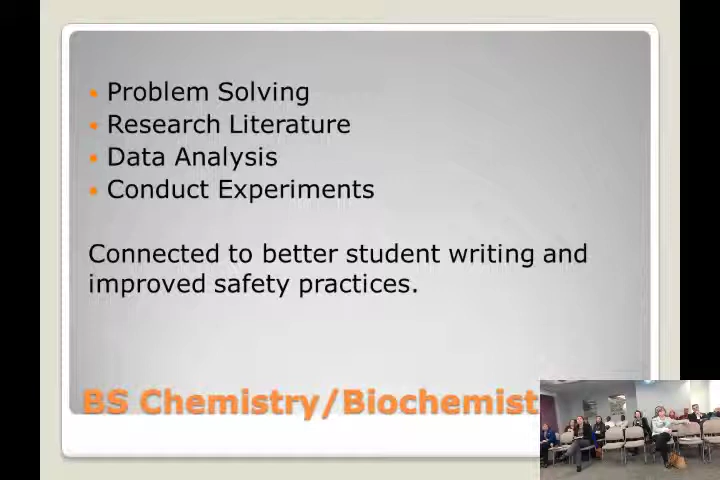 Problem Solving
Research Literature
Data Analysis
Conduct Experiments
Connected to better student writing and
improved safety practices.
BS Chemistry/Biochemist